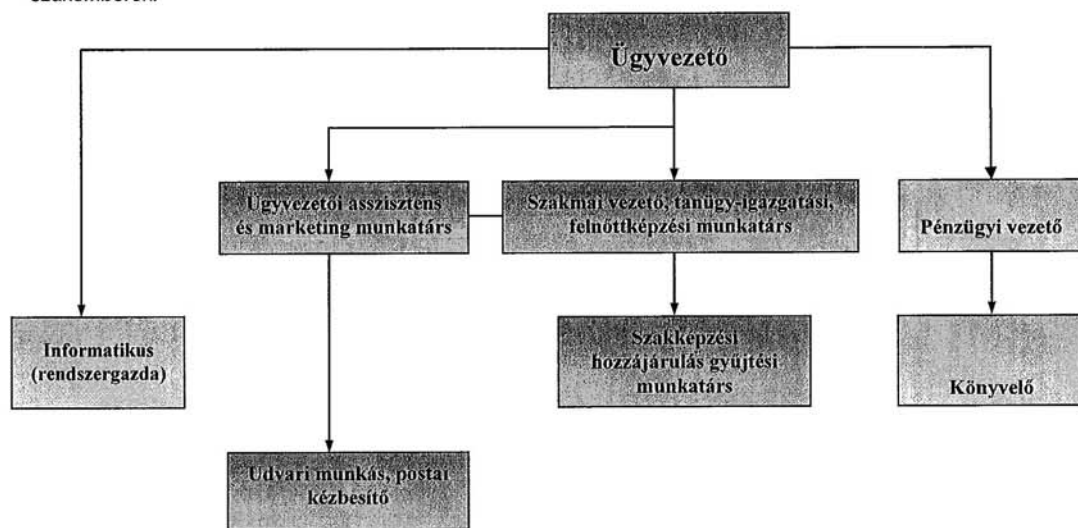 Ügyvezető
Ügyvezetői asszisztens
és marketing munkatárs
Szakmai vezető, tanügy-igazgatási,
felnőttképzési munkatárs
Pénzügyi vezető
Informatikus
(rendszergazda)
Szakképzési
hozzájárulás gyűjtési
munkatárs
Könyvelő
Udvari munkás, postai
kézbesítő